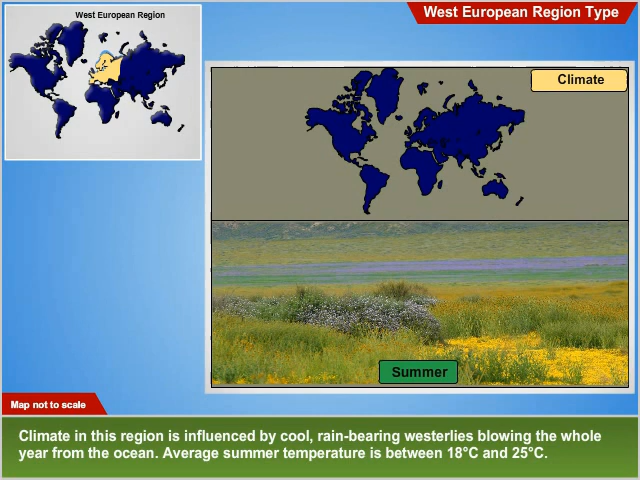 West European Region
West European Region Type
Climate
Summer
Map not to scale
Climate in this region is influenced by cool, rain-bearing westerlies blowing the whole
year from the ocean. Average summer temperature is between 18°C and 25°C.